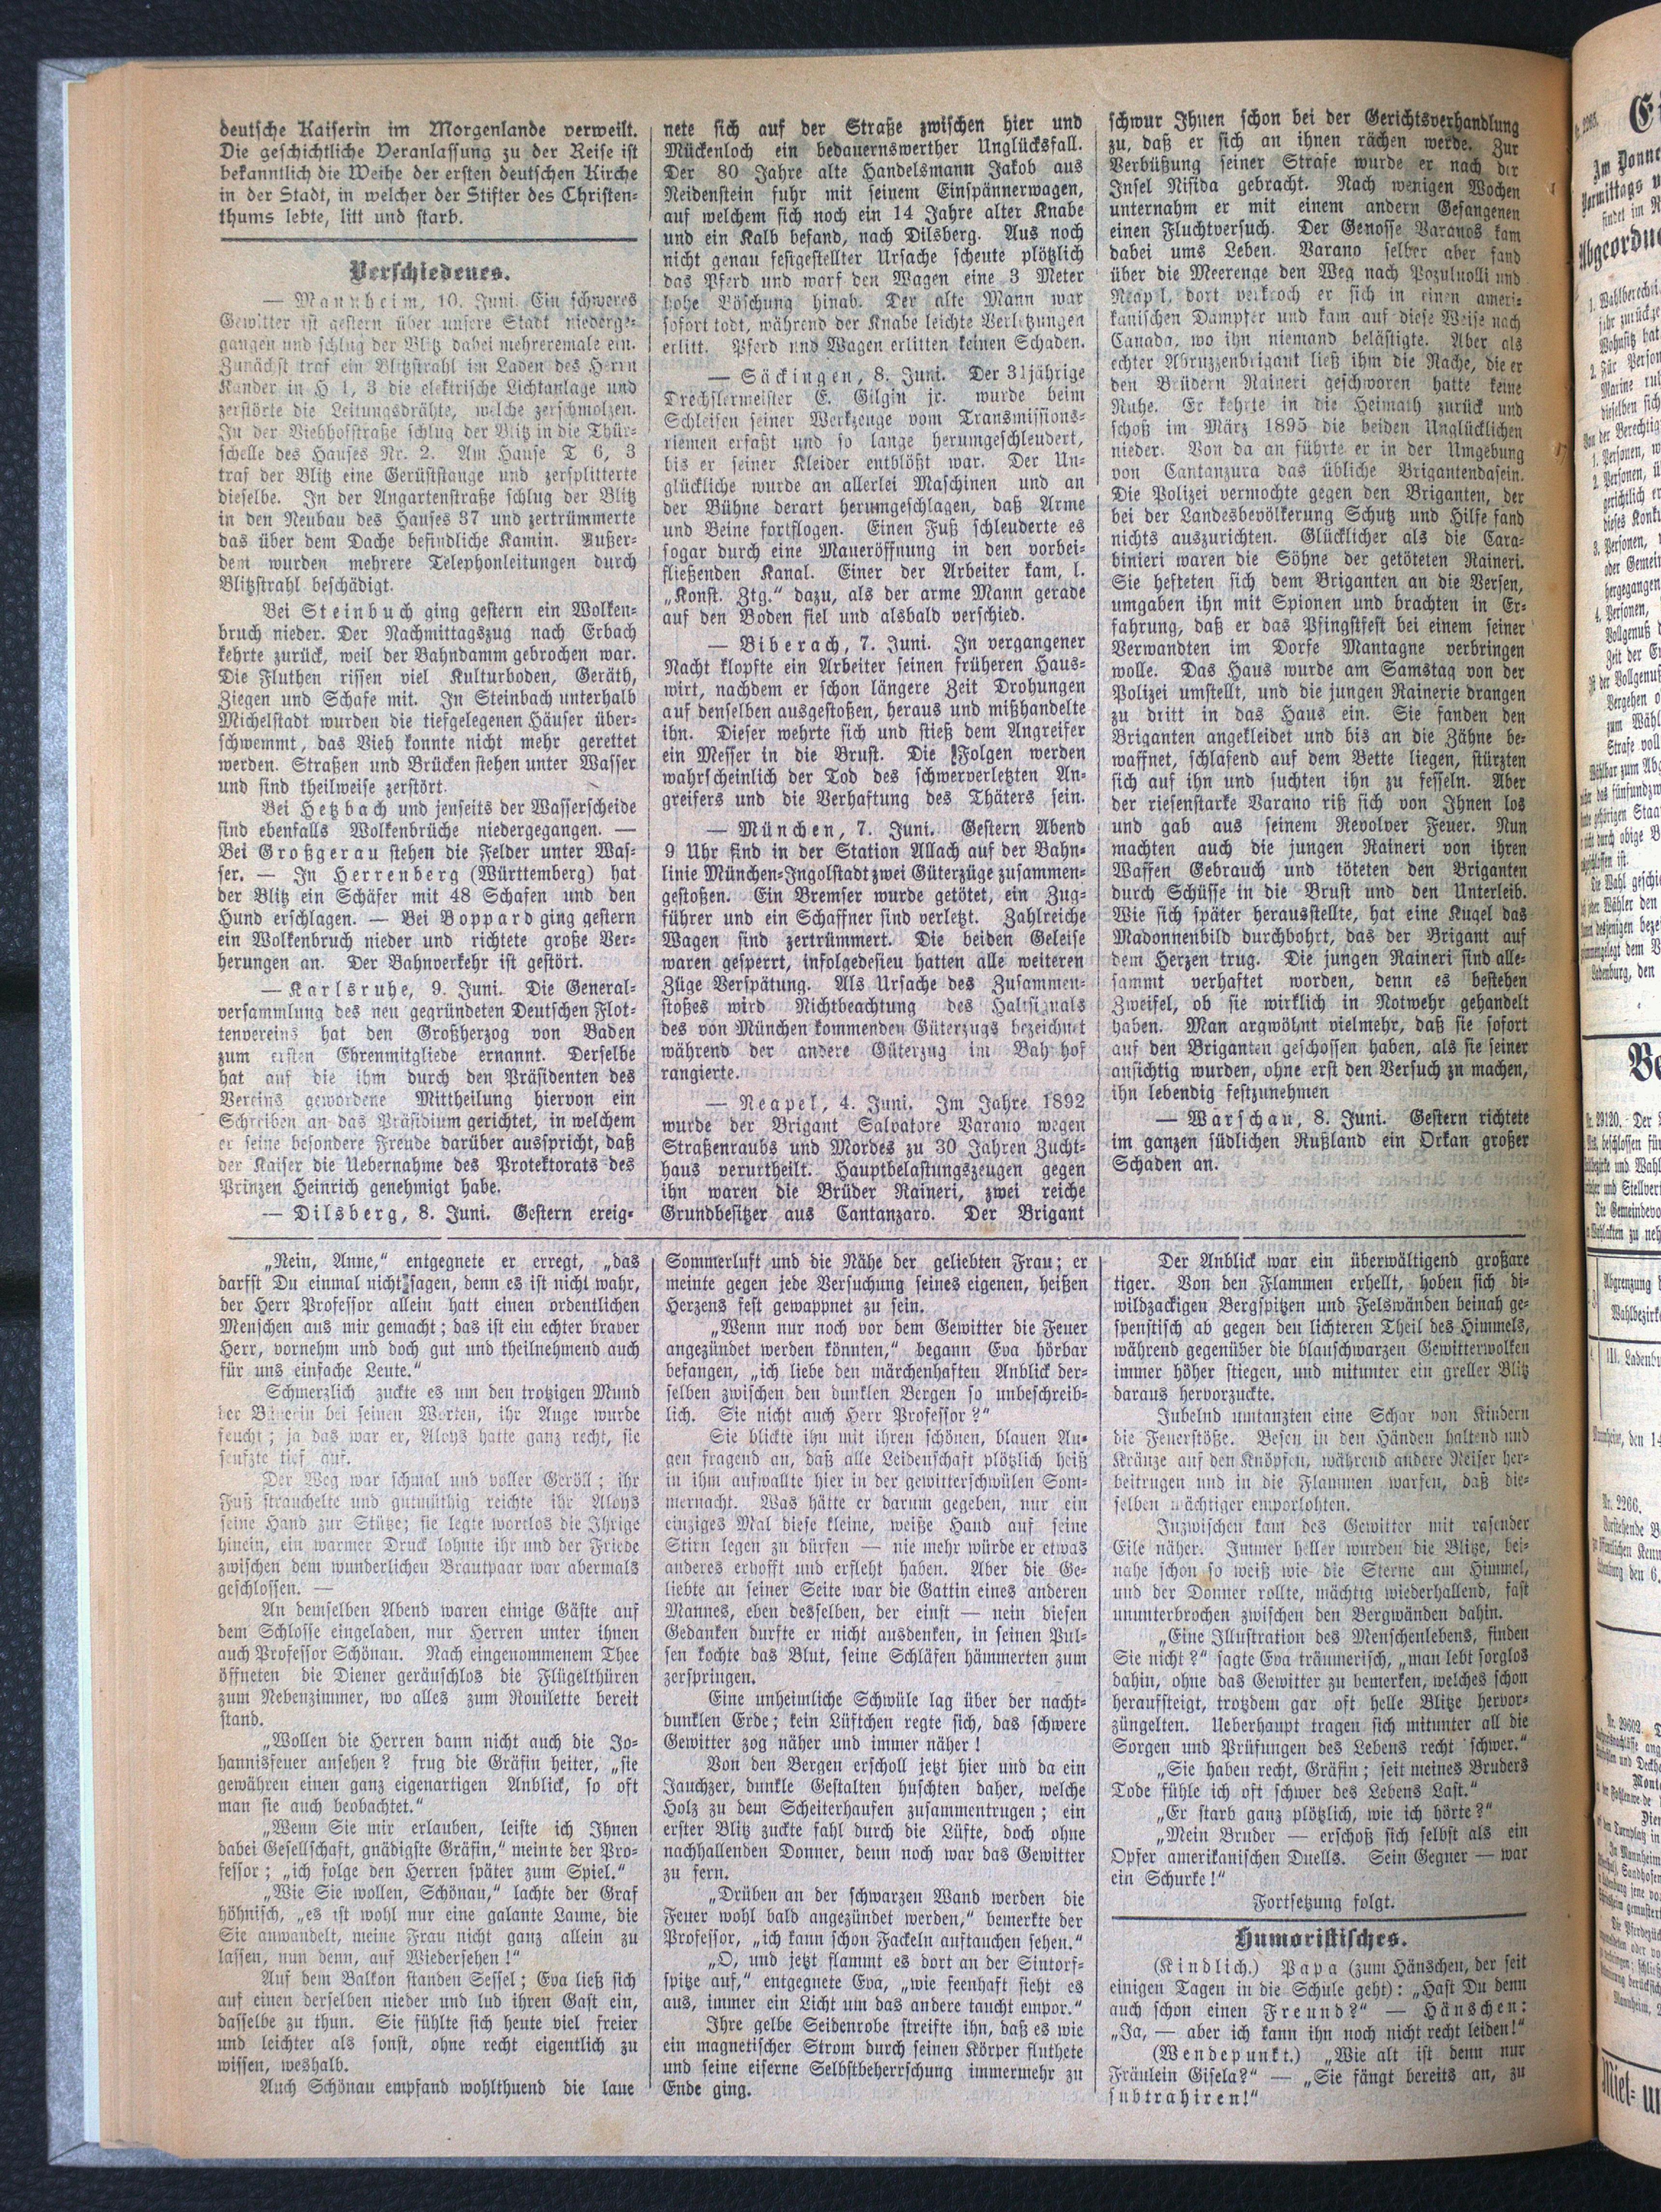 deutsche Kaiserin im Morgenlande verweilt.
Die geschichtliche Veranlassung zu der Reise ist
bekanntlich die Weihe der ersten deutschen Kirche
in der Stadt, in welcher der Stifter des Christen-
thums lebte, litt und starb.
Verschiedenes.
— Mannheim, 10. Juni. Ein schweres
Gewitter ist gestern über unsere Stadt niederge-
gangen und schlug der Blitz dabei mehreremale ein.
Zunächst traf ein Blitzstrahl im Laden des Herrn
Kander in H 1, 3 die elektrische Lichtanlage und
zerstörte die Leitungsdrähte, welche zerschmolzen.
In der Viehhofstraße schlug der Blitz in die Thür-
schelle des Hauses Nr. 2. Am Hause T 6, 3
traf der Blitz eine Gerüststange und zersplitterte
dieselbe. In der Angartenstraße schlug der Blitz
in den Neubau des Hauses 37 und zertrümmerte
das über dem Dache befindliche Kamin. Außer-
dem wurden mehrere Telephonleitungen durch
Blitzstrahl beschädigt.
Bei Steinbuch ging gestern ein Wolken-
bruch nieder. Der Nachmittagszug nach Erbach
kehrte zurück, weil der Bahndamm gebrochen war.
Die Fluthen rissen viel Kulturboden, Geräth,
Ziegen und Schafe mit. In Steinbach unterhalb
Michelstadt wurden die tiefgelegenen Häuser über-
schwemmt, das Vieh konnte nicht mehr gerettet
werden. Straßen und Brücken stehen unter Wasser
und sind theilweise zerstört.
Bei Hetzbach und jenseits der Wasserscheide
sind ebenfalls Wolkenbrüche niedergegangen. —
Bei Großgerau stehen die Felder unter Was-
ser. — In Herrenberg (Württemberg) hat
der Blitz ein Schäfer mit 48 Schafen und den
Hund erschlagen. — Bei Boppard ging gestern
ein Wolkenbruch nieder und richtete große Ver-
herungen an. Der Bahnverkehr ist gestört.
— Karlsruhe, 9. Juni. Die General-
versammlung des neu gegründeten Deutschen Flot-
tenvereins hat den Großherzog von Baden
zum ersten Ehrenmitgliede ernannt. Derselbe
hat auf die ihm durch den Präsidenten des
Vereins gewordene Mittheilung hiervon ein
Schreiben an das Präsidium gerichtet, in welchem
er seine besondere Freude darüber ausspricht, daß
der Kaiser die Uebernahme des Protektorats des
Prinzen Heinrich genehmigt habe.
— Dilsberg, 8. Juni. Gestern ereig-
nete sich auf der Straße zwischen hier und
Mückenloch ein bedauernswerther Unglücksfall.
Der 80 Jahre alte Handelsmann Jakob aus
Neidenstein fuhr mit seinem Einspännerwagen,
auf welchem sich noch ein 14 Jahre alter Knabe
und ein Kalb befand, nach Dilsberg. Aus noch
nicht genau festgestellter Ursache scheute plötzlich
das Pferd und warf den Wagen eine 3 Meter
hohe Böschung hinab. Der alte Mann war
sofort todt, während der Knabe leichte Verletzungen
erlitt. Pferd und Wagen erlitten keinen Schaden.
— Säckingen, 8. Juni. Der 31jährige
Drechslermeister E. Gilgin jr. wurde beim
Schleifen seiner Werkzeuge vom Transmissions-
riemen erfaßt und so lange herumgeschleudert,
bis er seiner Kleider entblößt war. Der Un-
glückliche wurde an allerlei Maschinen und an
der Bühne derart herumgeschlagen, daß Arme
und Beine fortflogen. Einen Fuß schleuderte es
sogar durch eine Maueröffnung in den vorbei-
fließenden Kanal. Einer der Arbeiter kam, l.
„Konst. Ztg.“ dazu, als der arme Mann gerade
auf den Boden fiel und alsbald verschied.
— Biberach, 7. Juni. In vergangener
Nacht klopfte ein Arbeiter seinen früheren Haus-
wirt, nachdem er schon längere Zeit Drohungen
auf denselben ausgestoßen, heraus und mißhandelte
ihn. Dieser wehrte sich und stieß dem Angreifer
ein Messer in die Brust. Die Folgen werden
wahrscheinlich der Tod des schwerverletzten An-
greifers und die Verhaftung des Thäters sein.
— München, 7. Juni. Gestern Abend
9 Uhr sind in der Station Allach auf der Bahn-
linie München-Ingolstadt zwei Güterzüge zusammen-
gestoßen. Ein Bremser wurde getötet, ein Zug-
führer und ein Schaffner sind verletzt. Zahlreiche
Wagen sind zertrümmert. Die beiden Geleise
waren gesperrt, infolgedesieu hatten alle weiteren
Züge Verspätung. Als Ursache des Zusammen-
stoßes wird Nichtbeachtung des Haltsignals
des von München kommenden Güterzugs bezeichnet
während der andere Güterzug im Bahnhof
rangierte.
— Neapel, 4. Juni. Im Jahre 1892
wurde der Brigant Salvatore Varano wegen
Straßenraubs und Mordes zu 30 Jahren Zucht-
haus verurtheilt. Hauptbelastungszeugen gegen
ihn waren die Brüder Raineri, zwei reiche
Grundbesitzer aus Cantanzaro. Der Brigant
schwur Ihnen schon bei der Gerichtsverhandlung
zu, daß er sich an ihnen rächen werde. Zur
Verbüßung seiner Strafe wurde er nach der
Insel Nisida gebracht. Nach wenigen Wochen
unternahm er mit einem andern Gefangenen
einen Fluchtversuch. Der Genosse Varanos kam
dabei ums Leben. Varano selber aber fand
über die Meerenge den Weg nach Pozulnolli und
Neapel, dort verkroch er sich in einen ameri-
kanischen Dampfer und kam auf diese Weise nach
Canada, wo ihn niemand belästigte. Aber als
echter Abruzzenbrigant ließ ihm die Rache, die er
den Brüdern Raineri geschworen hatte keine
Ruhe. Er kehrte in die Heimath zurück und
schoß im März 1895 die beiden Unglücklichen
nieder. Von da an führte er in der Umgebung
von Cantanzura das übliche Brigantendasein.
Die Polizei vermochte gegen den Briganten, der
bei der Landesbevölkerung Schutz und Hilfe fand
nichts auszurichten. Glücklicher als die Cara-
binieri waren die Söhne der getöteten Raineri.
Sie hefteten sich dem Briganten an die Versen,
umgaben ihn mit Spionen und brachten in Er-
fahrung, daß er das Pfingstfest bei einem seiner
Verwandten im Dorfe Mantagne verbringen
wolle. Das Haus wurde am Samstag von der
Polizei umstellt, und die jungen Rainerie drangen
zu dritt in das Haus ein. Sie fanden den
Briganten angekleidet und bis an die Zähne be-
waffnet, schlafend auf dem Bette liegen, stürzten
sich auf ihn und suchten ihn zu fesseln. Aber
der riesenstarke Varano riß sich von Ihnen los
und gab aus seinem Revolver Feuer. Nun
machten auch die jungen Raineri von ihren
Waffen Gebrauch und töteten den Briganten
durch Schüsse in die Brust und den Unterleib.
Wie sich später herausstellte, hat eine Kugel das
Madonnenbild durchbohrt, das der Brigant auf
dem Herzen trug. Die jungen Raineri sind alle-
sammt verhaftet worden, denn es bestehen
Zweifel, ob sie wirklich in Notwehr gehandelt
haben. Man argwöhnt vielmehr, daß sie sofort
auf den Briganten geschossen haben, als sie seiner
ansichtig wurden, ohne erst den Versuch zu machen,
ihn lebendig festzunehmen
— Warschau, 8. Juni. Gestern richtete
im ganzen südlichen Rußland ein Orkan großer
Schaden an.
„Nein, Anne,“ entgegnete er erregt, „das
darfst Du einmal nicht sagen, denn es ist nicht wahr,
der Herr Professor allein hatt einen ordentlichen
Menschen aus mir gemacht; das ist ein echter braver
Herr, vornehm und doch gut und theilnehmend auch
für uns einfache Leute.“
Schmerzlich zuckte es um den trotzigen Mund
der Bäuerin bei seinen Worten, ihr Auge wurde
feucht; ja das war er, Aloys hatte ganz recht, sie
seufzte tief auf.
Der Weg war schmal und voller Geröll; ihr
Fuß strauchelte und gutmüthig reichte ihr Aloys
seine Hand zur Stütze; sie legte wortlos die Ihrige
hinein, ein warmer Druck lohnte ihr und der Friede
zwischen dem wunderlichen Brautpaar war abermals
geschlossen. —
An demselben Abend waren einige Gäste auf
dem Schlosse eingeladen, nur Herren unter ihnen
auch Professor Schönau. Nach eingenommenem Thee
öffneten die Diener geräuschlos die Flügelthüren
zum Nebenzimmer, wo alles zum Rouilette bereit
stand.
„Wollen die Herren dann nicht auch die Jo-
hannisfeuer ansehen? frug die Gräfin heiter, „sie
gewähren einen ganz eigenartigen Anblick, so oft
man sie auch beobachtet.“
„Wenn Sie mir erlauben, leiste ich Ihnen
dabei Gesellschaft, gnädigste Gräfin,“ meinte der Pro-
fessor; „ich folge den Herren später zum Spiel.“
„Wie Sie wollen, Schönau,“ lachte der Graf
höhnisch, „es ist wohl nur eine galante Laune, die
Sie anwandelt, meine Frau nicht ganz allein zu
lassen, nun denn, auf Wiedersehen!“
Auf dem Balkon standen Sessel; Eva ließ sich
auf einen derselben nieder und lud ihren Gast ein,
dasselbe zu thun. Sie fühlte sich heute viel freier
und leichter als sonst, ohne recht eigentlich zu
wissen, weshalb.
Auch Schönau empfand wohlthuend die laue
Sommerluft und die Nähe der geliebten Frau; er
meinte gegen jede Versuchung seines eigenen, heißen
Herzens fest gewappnet zu sein.
„Wenn nur noch vor dem Gewitter die Feuer
angezündet werden könnten,“ begann Eva hörbar
befangen, „ich liebe den märchenhaften Anblick der-
selben zwischen den dunklen Bergen so unbeschreib-
lich. Sie nicht auch Herr Professor?“
Sie blickte ihn mit ihren schönen, blauen Au-
gen fragend an, daß alle Leidenschaft plötzlich heiß
in ihm aufwallte hier in der gewitterschwülen Som-
mernacht. Was hätte er darum gegeben, nur ein
einziges Mal diese kleine, weiße Hand auf seine
Stirn legen zu dürfen — nie mehr würde er etwas
anderes erhofft und erfleht haben. Aber die Ge-
liebte an seiner Seite war die Gattin eines anderen
Mannes, eben desselben, der einst — nein diesen
Gedanken durfte er nicht ausdenken, in seinen Pul-
sen kochte das Blut, seine Schläfen hämmerten zum
zerspringen.
Eine unheimliche Schwüle lag über der nacht-
dunklen Erde; kein Lüftchen regte sich, das schwere
Gewitter zog näher und immer näher!
Von den Bergen erscholl jetzt hier und da ein
Jauchzer, dunkle Gestalten huschten daher, welche
Holz zu dem Scheiterhaufen zusammentrugen; ein
erster Blitz zuckte fahl durch die Lüfte, doch ohne
nachhallenden Donner, denn noch war das Gewitter
zu fern.
„Drüben an der schwarzen Wand werden die
Feuer wohl bald angezündet werden,“ bemerkte der
Professor, „ich kann schon Fackeln auftauchen sehen.“
„O, und jetzt flammt es dort an der Sintorf-
spitze auf,“ entgegnete Eva, „wie feenhaft sieht es
aus, immer ein Licht um das andere taucht empor.“
Ihre gelbe Seidenrobe streifte ihn, daß es wie
ein magnetischer Strom durch seinen Körper fluthete
und seine eiserne Selbstbeherrschung immermehr zu
Ende ging.
Der Anblick war ein überwältigend großare
tiger. Von den Flammen erhellt, hoben sich di-
wildzackigen Bergspitzen und Felswänden beinah ge-
spenstisch ab gegen den lichteren Theil des Himmels,
während gegenüber die blauschwarzen Gewitterwolken
immer höher stiegen, und mitunter ein greller Blitz
daraus hervorzuckte.
Jubelnd umtanzten eine Schar von Kindern
die Feuerstöße. Besen in den Händen haltend und
Kränze auf den Knöpfen, während andere Reiser her-
beitrugen und in die Flammen warfen, daß die-
selben mächtiger emporlohten.
Inzwischen kam des Gewitter mit rasender
Eile näher. Immer heller wurden die Blitze, bei-
nahe schon so weiß wie die Sterne am Himmel,
und der Donner rollte, mächtig wiederhallend, fast
ununterbrochen zwischen den Bergwänden dahin.
„Eine Illustration des Menschenlebens, finden
Sie nicht?“ sagte Eva träumerisch, „man lebt sorglos
dahin, ohne das Gewitter zu bemerken, welches schon
heraufsteigt, trotzdem gar oft helle Blitze hervor-
züngelten. Ueberhaupt tragen sich mitunter all die
Sorgen und Prüfungen des Lebens recht schwer.“
„Sie haben recht, Gräfin; seit meines Bruders
Tode fühle ich oft schwer des Lebens Last.“
„Er starb ganz plötzlich, wie ich hörte?“
„Mein Bruder — erschoß sich selbst als ein
Opfer amerikanischen Duells. Sein Gegner — war
ein Schurke!“
Fortsetzung folgt.
Humoristisches.
(Kindlich.) Papa (zum Hänschen, der seit
einigen Tagen in die Schule geht): „Hast Du denn
auch schon einen Freund?“ — Hänschen:
„Ja, — aber ich kann ihn noch nicht recht leiden!“
(Wendepunkt.) „Wie alt ist denn nur
Fräulein Gisela?“ — „Sie fängt bereits an, zu
subtrahiren!“